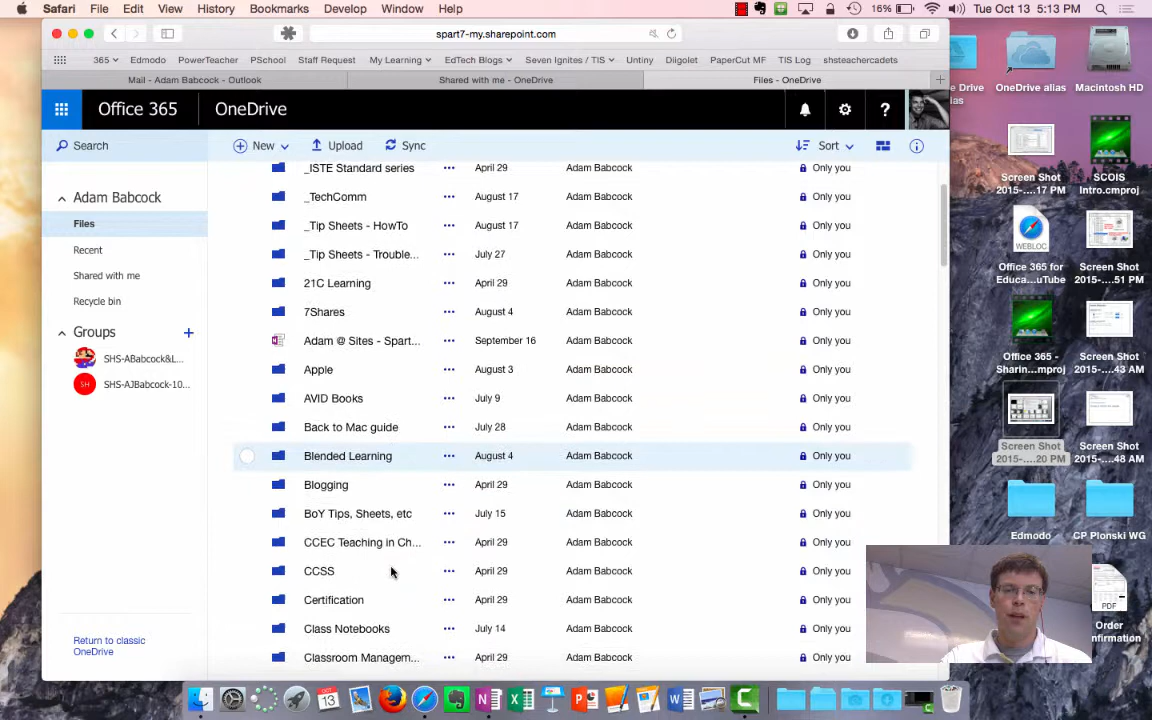 Safari File Edit View History Bookmarks Develop Window Help 16% Tue Oct 13 5:13 PM
spart7-my.sharepoint.com
365 Edmodo PowerTeacher PSchool Staff Request My Learning EdTech Blogs Seven Ignites / TIS Untiny Diigolet PaperCut MF TIS Log shsteachercadets
Mail - Adam Babcock - Outlook Shared with me - OneDrive Files - OneDrive
Office 365 OneDrive
Search New Upload Sync Sort
Adam Babcock
Files
Recent
Shared with me
Recycle bin
Groups
SHS-ABabcock&L...
SHS-AJBabcock-10...
Return to classic
OneDrive
_ISTE Standard series April 29 Adam Babcock Only you
_TechComm August 17 Adam Babcock Only you
_Tip Sheets - HowTo August 17 Adam Babcock Only you
_Tip Sheets - Trouble... July 27 Adam Babcock Only you
21C Learning April 29 Adam Babcock Only you
7Shares August 4 Adam Babcock Only you
Adam @ Sites - Spart... September 16 Adam Babcock Only you
Apple August 3 Adam Babcock Only you
AVID Books July 9 Adam Babcock Only you
Back to Mac guide July 28 Adam Babcock Only you
Blended Learning August 4 Adam Babcock Only you
Blogging April 29 Adam Babcock Only you
BoY Tips, Sheets, etc July 15 Adam Babcock Only you
CCEC Teaching in Ch... April 29 Adam Babcock Only you
CCSS April 29 Adam Babcock Only you
Certification April 29 Adam Babcock
Class Notebooks July 14 Adam Babcock
Classroom Managem... April 29 Adam Babcock
e Drive
as
OneDrive alias
Macintosh HD
Screen Shot
2015-....17 PM
SCOIS
Intro.cmproj
WEBLOC
Office 365 for
Educa...uTube
Screen Shot
2015-....51 PM
Office 365 -
Sharin...mproj
Screen Shot
2015-....43 AM
Screen Shot
2015-....20 PM
Screen Shot
2015-....48 AM
Edmodo
CP Plonski WG
PDF
Order
nfirmation
13